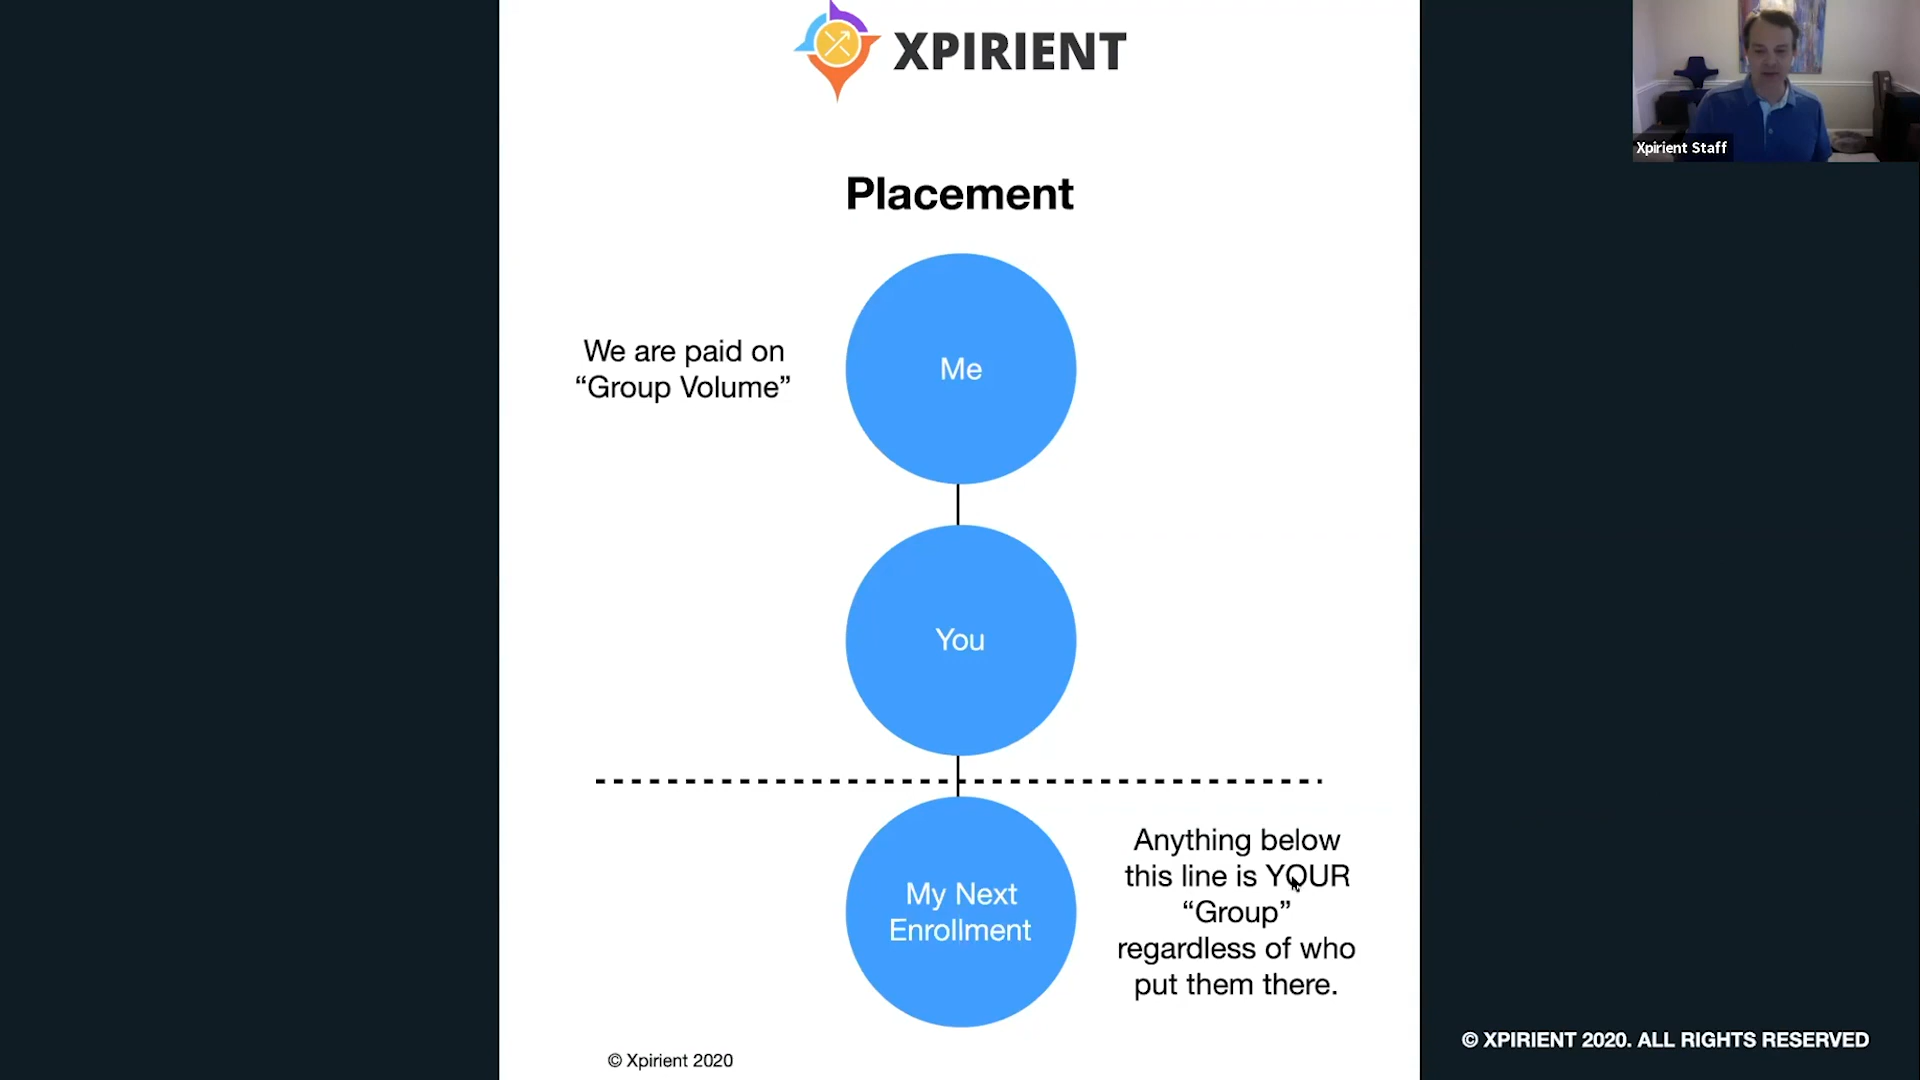 XPIRIENT
Xpirient Staff
Placement
We are paid on
“Group Volume”
Me
You
My Next
Enrollment
Anything below
this line is YOUR
“Group”
regardless of who
put them there.
© XPIRIENT 2020. ALL RIGHTS RESERVED
© Xpirient 2020